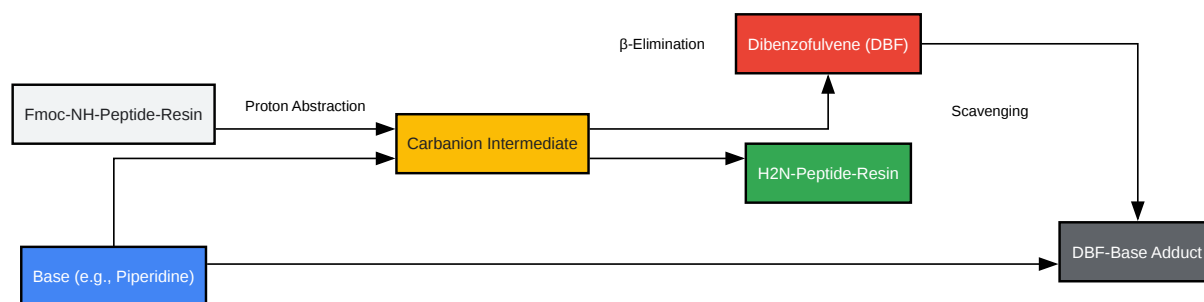 β-Elimination
Dibenzofulvene (DBF)
Fmoc-NH-Peptide-Resin
Proton Abstraction
Scavenging
Carbanion Intermediate
H2N-Peptide-Resin
DBF-Base Adduct
Base (e.g., Piperidine)